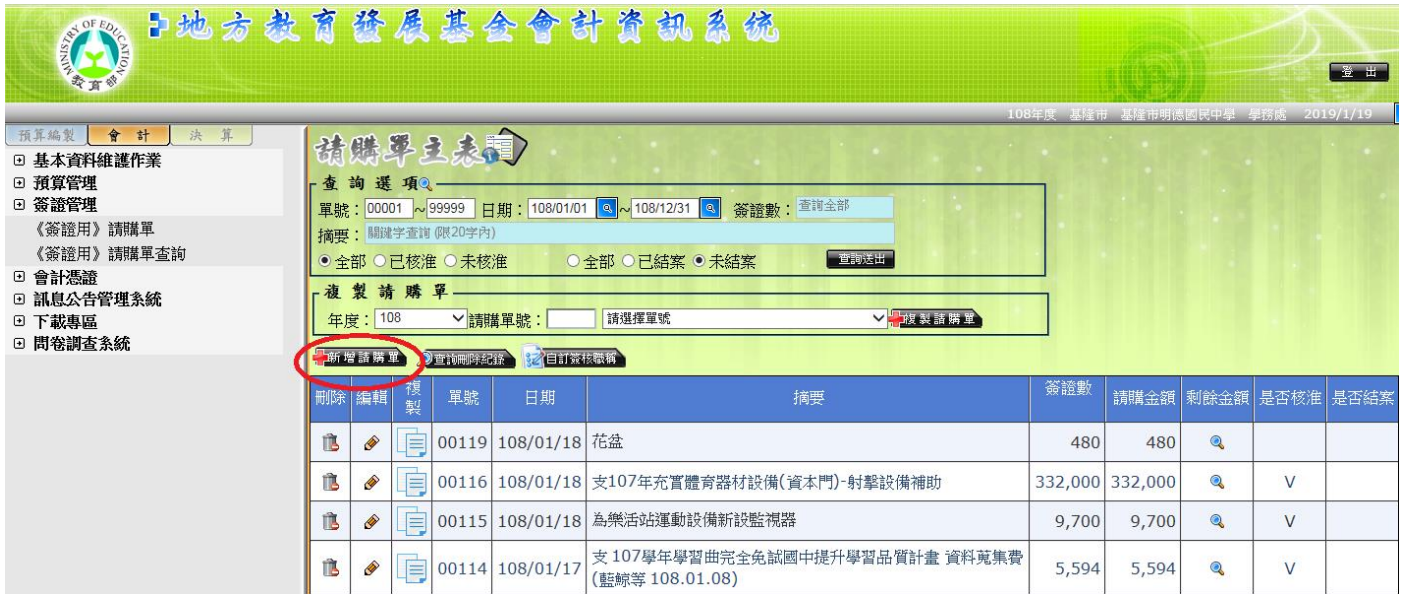 地方教育發展基金會計資訊系統
MINISTRY OF EDUCATION
教育部
登 出
108年度 基隆市 基隆市明德國民中學 學務處 2019/1/19
預算編製 會 計 決 算
基本資料維護作業
預算管理
簽證管理
《簽證用》請購單
《簽證用》請購單查詢
會計憑證
訊息公告管理系統
下載專區
問卷調查系統
請購單主表
查 詢 選 項
單號：00001 ~99999 日期：108/01/01 ~108/12/31 簽證數：查詢全部
摘要：關鍵字查詢 (限20字內)
全部 已核准 未核准 全部 已結案 未結案 查詢送出
複 製 請 購 單
年度：108 請購單號： 請選擇單號 複製請購單
新增請購單 查詢刪除紀錄 自訂簽核職稱
刪除 編輯 複製 單號 日期 摘要 簽證數 請購金額 剩餘金額 是否核准 是否結案
00119 108/01/18 花盆 480 480
00116 108/01/18 支107年充實體育器材設備(資本門)-射擊設備補助 332,000 332,000 V
00115 108/01/18 為樂活站運動設備新設監視器 9,700 9,700 V
00114 108/01/17 支 107學年學習曲完全免試國中提升學習品質計畫 資料蒐集費 5,594 5,594 V
(藍鯨等 108.01.08)